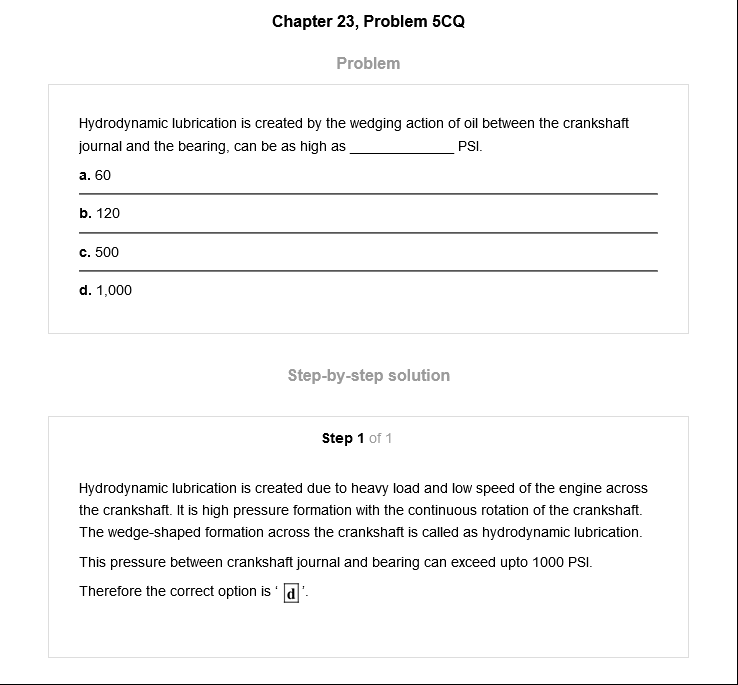 Chapter 23, Problem 5CQ
Problem
Hydrodynamic lubrication is created by the wedging action of oil between the crankshaft
journal and the bearing, can be as high as _____________ PSI.
a. 60
b. 120
c. 500
d. 1,000
Step-by-step solution
Step 1 of 1
Hydrodynamic lubrication is created due to heavy load and low speed of the engine across
the crankshaft. It is high pressure formation with the continuous rotation of the crankshaft.
The wedge-shaped formation across the crankshaft is called as hydrodynamic lubrication.
This pressure between crankshaft journal and bearing can exceed upto 1000 PSI.
Therefore the correct option is ‘ d ’.